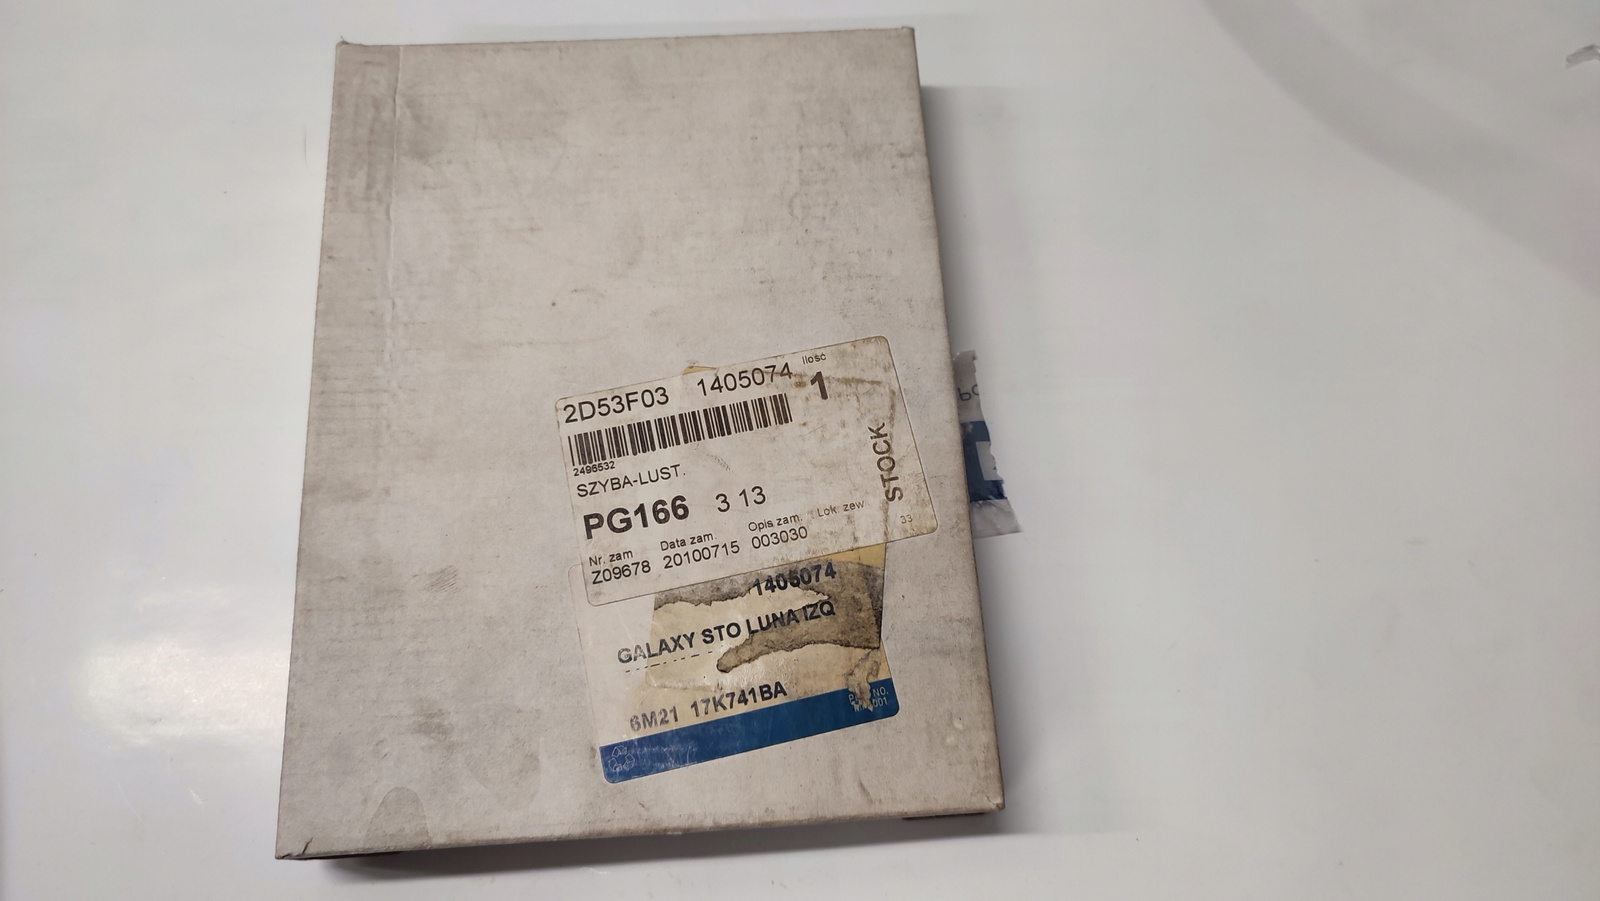 2D53F03 1405074 Ilość
1
2496532
SZYBA-LUST.
STOCK
PG166 3 13
Nr. zam Data zam. Opis zam. Lok. zew 33
Z09678 20100715 003030
1405074
GALAXY STO LUNA IZQ
6M21 17K741BA
NO.
001